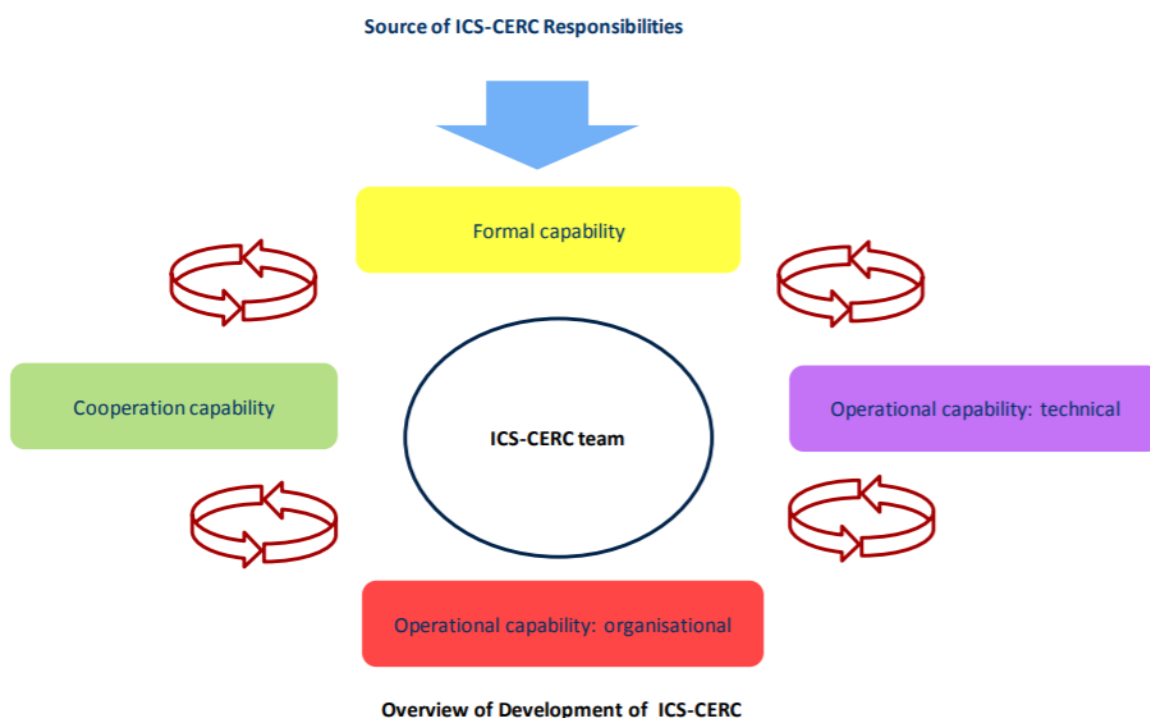 Source of ICS-CERC Responsibilities
Formal capability
Cooperation capability
Operational capability: technical
ICS-CERC team
Operational capability: organisational
Overview of Development of ICS-CERC